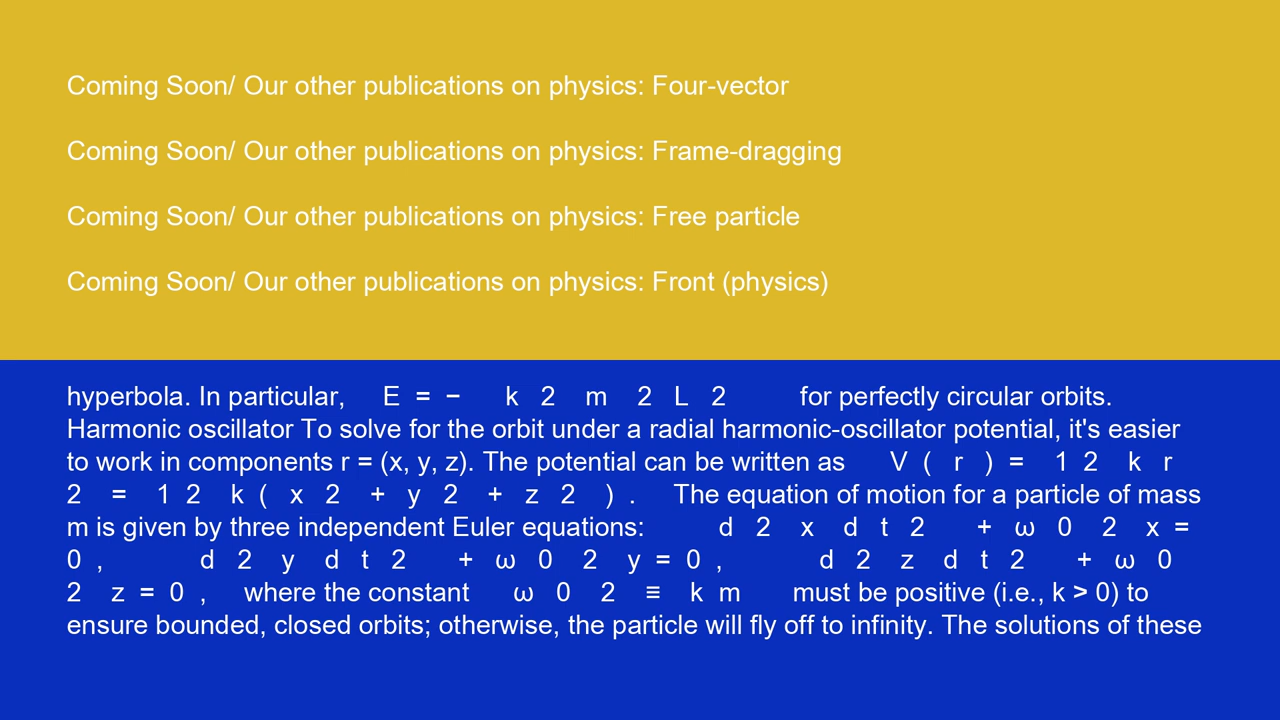 Coming Soon/ Our other publications on physics: Four-vector
Coming Soon/ Our other publications on physics: Frame-dragging
Coming Soon/ Our other publications on physics: Free particle
Coming Soon/ Our other publications on physics: Front (physics)
hyperbola. In particular, E = − k 2 m 2 L 2 for perfectly circular orbits.
Harmonic oscillator To solve for the orbit under a radial harmonic-oscillator potential, it's easier
to work in components r = (x, y, z). The potential can be written as V ( r ) = 1 2 k r
2 = 1 2 k ( x 2 + y 2 + z 2 ) . The equation of motion for a particle of mass
m is given by three independent Euler equations: d 2 x d t 2 + ω 0 2 x =
0 , d 2 y d t 2 + ω 0 2 y = 0 , d 2 z d t 2 + ω 0
2 z = 0 , where the constant ω 0 2 ≡ k m must be positive (i.e., k > 0) to
ensure bounded, closed orbits; otherwise, the particle will fly off to infinity. The solutions of these